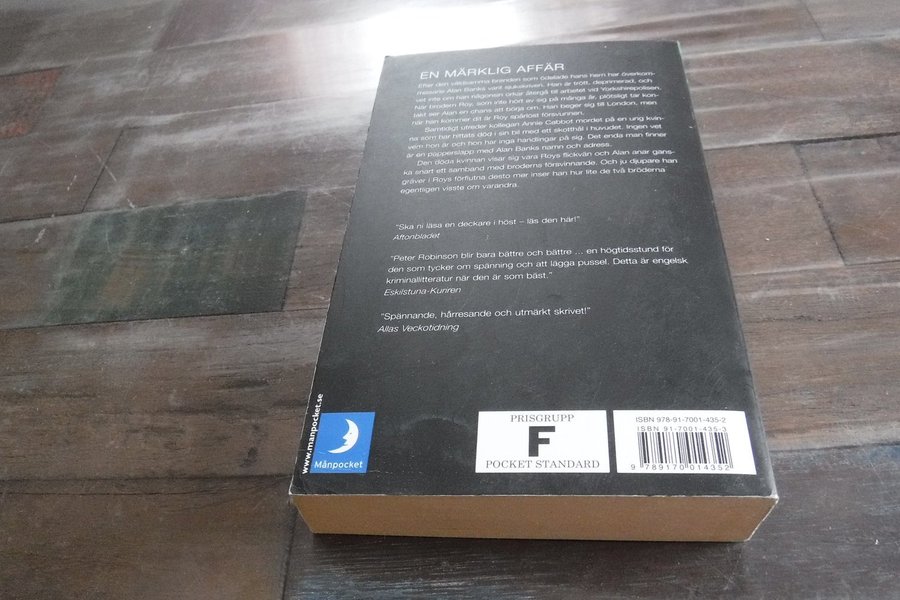 EN MÄRKLIG AFFÄR
Efter den våldsamma branden som ödelade hans hem har överkom-
missarie Alan Banks varit sjukskriven. Han är trött, deprimerad, och
vet inte om han någonsin orkar återgå till arbetet vid Yorkshirepolisen.
När brodern Roy, som inte hört av sig på många år, plötsligt tar kon-
takt ser Alan en chans att börja om. Han beger sig till London, men
när han kommer dit är Roy spårlöst försvunnen.
Samtidigt utreder kollegan Annie Cabbot mordet på en ung kvin-
na som har hittats död i sin bil med ett skotthål i huvudet. Ingen vet
vem hon är och hon har inga handlingar på sig. Det enda man finner
är en papperslapp med Alan Banks namn och adress.
Den döda kvinnan visar sig vara Roys flickvän och Alan anar gans-
ka snart ett samband med broderns försvinnande. Och ju djupare han
gräver i Roys förflutna desto mer inser han hur lite de två bröderna
egentligen visste om varandra.
"Ska ni läsa en deckare i höst – läs den här!"
Aftonbladet
"Peter Robinson blir bara bättre och bättre ... en högtidsstund för
den som tycker om spänning och att lägga pussel. Detta är engelsk
kriminallitteratur när den är som bäst."
Eskilstuna-Kuriren
"Spännande, hårresande och utmärkt skrivet!"
Allas Veckotidning
www.manpocket.se
Månpocket
PRISGRUPP
F
POCKET STANDARD
ISBN 978-91-7001-435-2
ISBN 91-7001-435-3
9 789170 014352